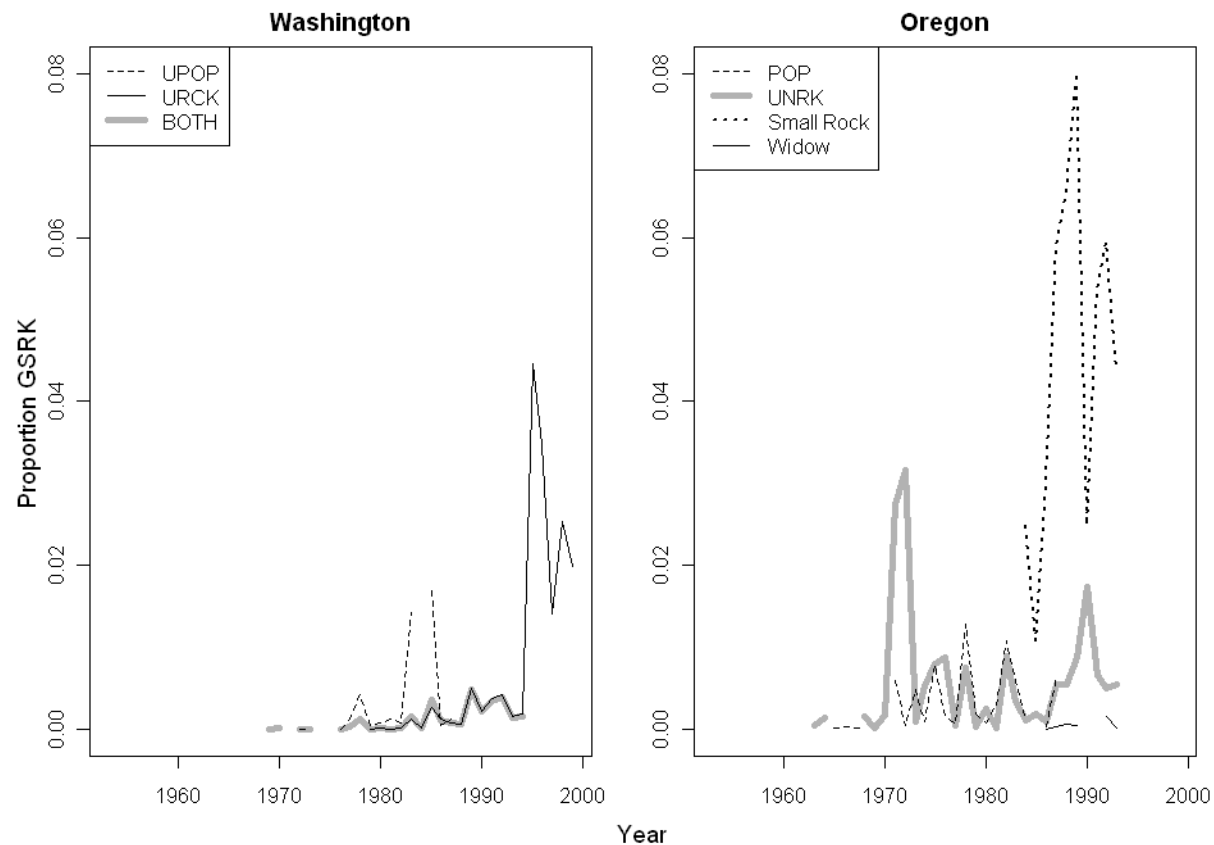 Washington
Oregon
UPOP
URCK
BOTH
POP
UNRK
Small Rock
Widow
Proportion GSRK
0.08
0.06
0.04
0.02
0.00
0.08
0.06
0.04
0.02
0.00
1960
1970
1980
1990
2000
1960
1970
1980
1990
2000
Year